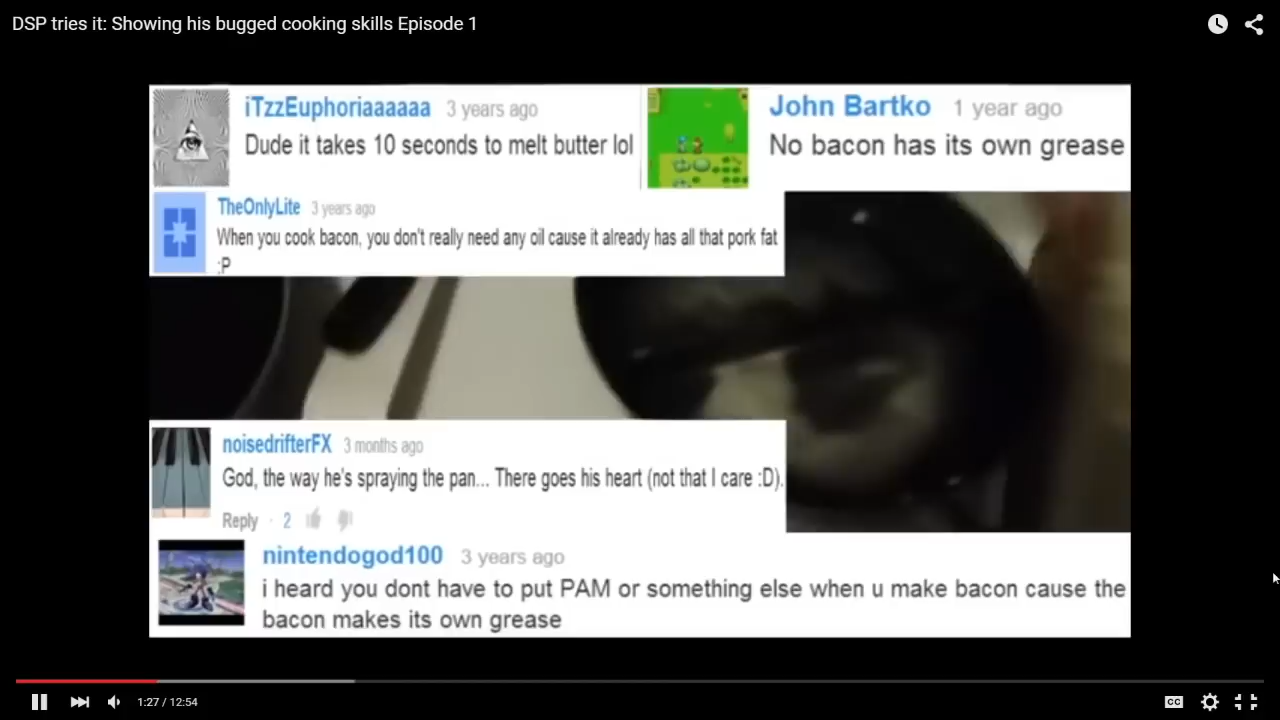 DSP tries it: Showing his bugged cooking skills Episode 1
iTzzEuphoriaaaaaa 3 years ago
Dude it takes 10 seconds to melt butter lol
John Bartko 1 year ago
No bacon has its own grease
TheOnlyLite 3 years ago
When you cook bacon, you don't really need any oil cause it already has all that pork fat
:P
noisedrifterFX 3 months ago
God, the way he's spraying the pan... There goes his heart (not that I care :D).
Reply · 2
nintendogod100 3 years ago
i heard you dont have to put PAM or something else when u make bacon cause the
bacon makes its own grease
1:27 / 12:54
CC